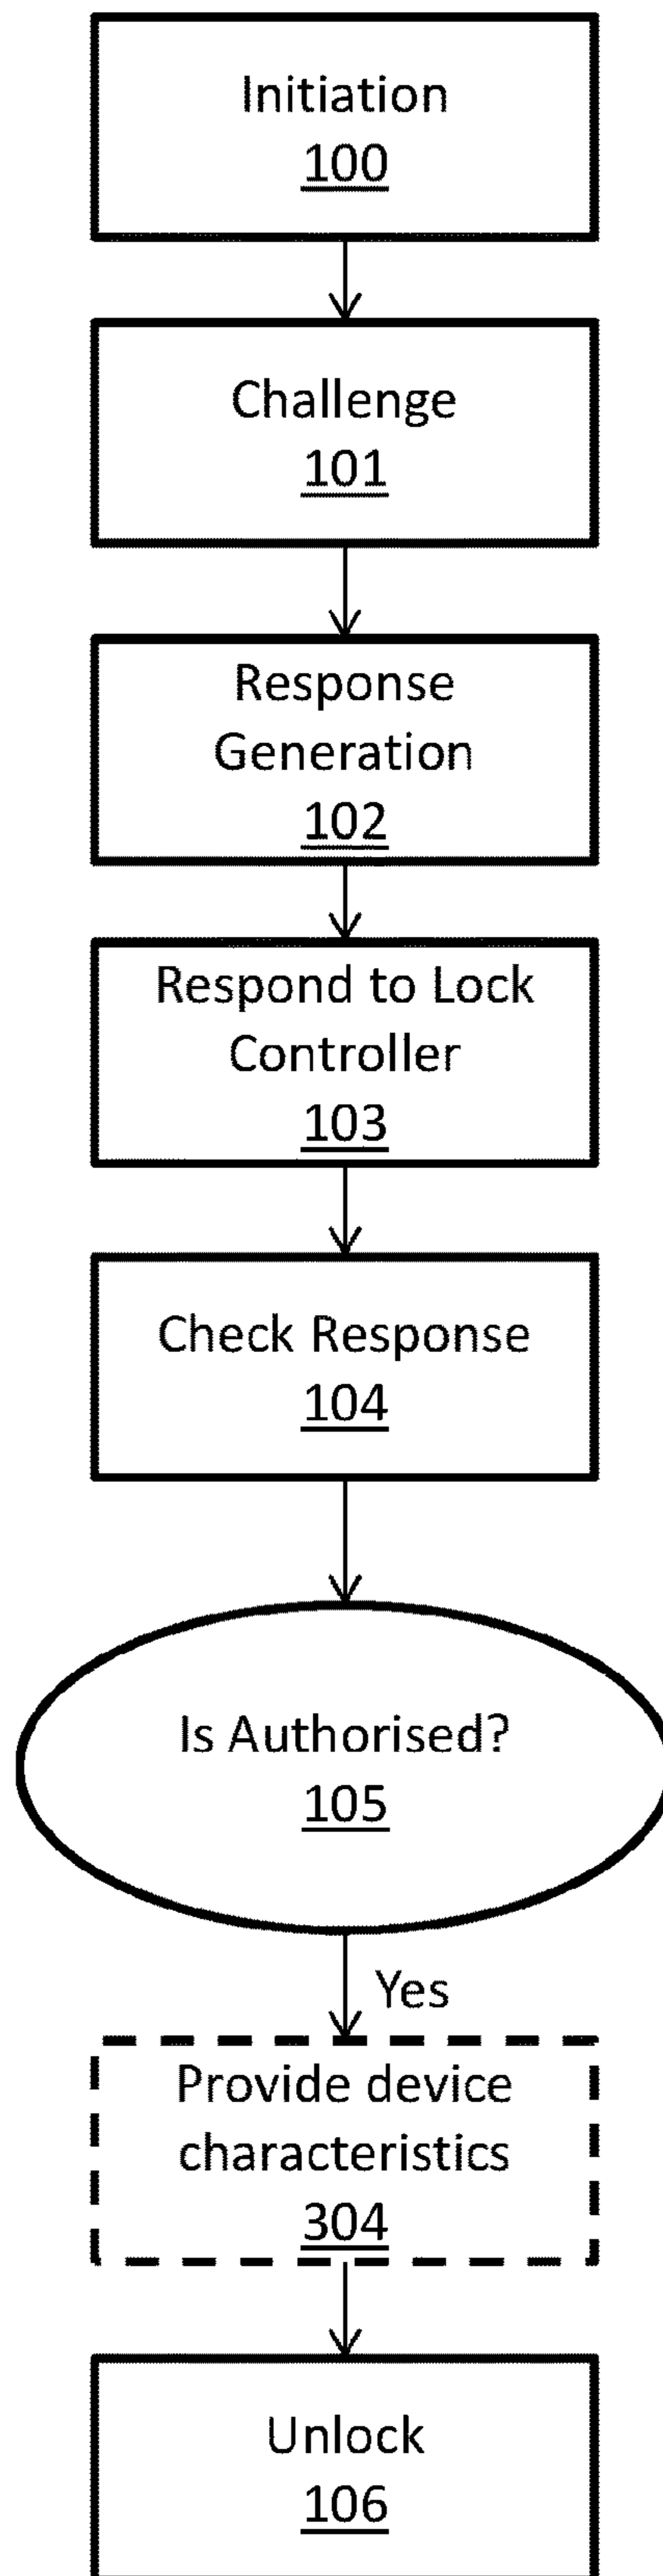 Initiation
100
Challenge
101
Response
Generation
102
Respond to Lock
Controller
103
Check Response
104
Is Authorised?
105
Yes
Provide device
characteristics
304
Unlock
106